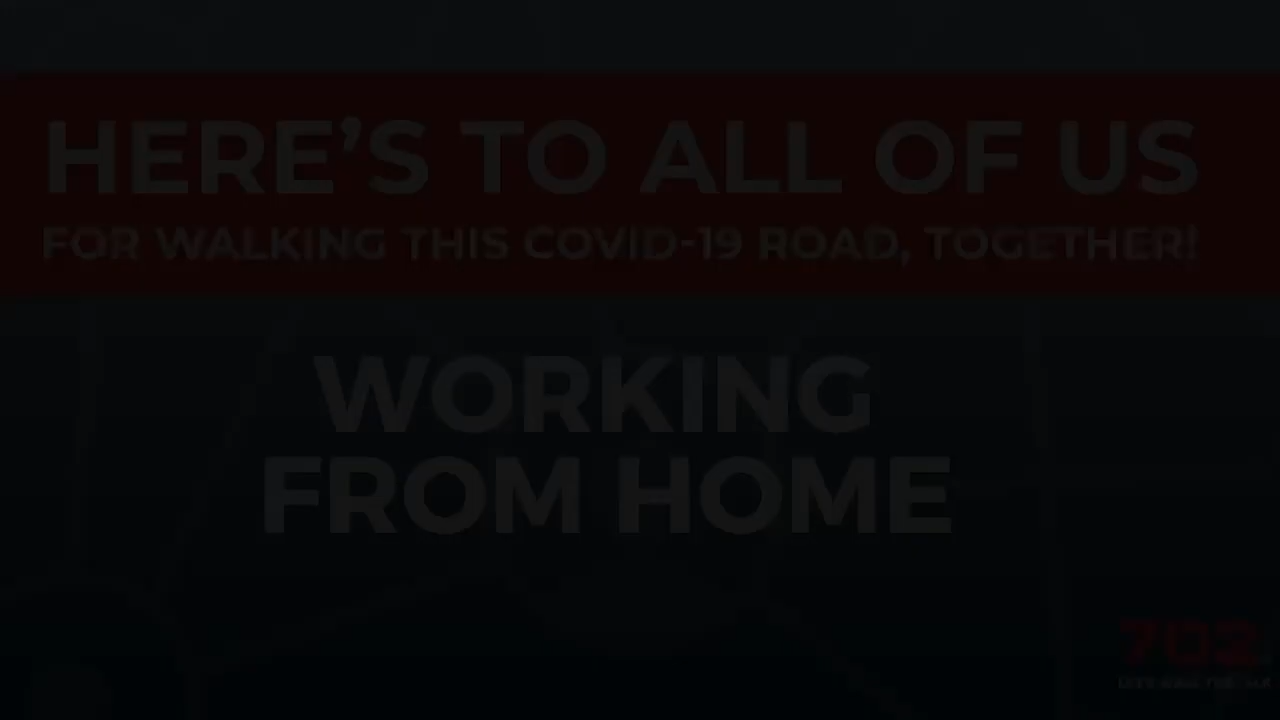 HERE'S TO ALL OF US
FOR WALKING THIS COVID-19 ROAD, TOGETHER!
WORKING
FROM HOME
702